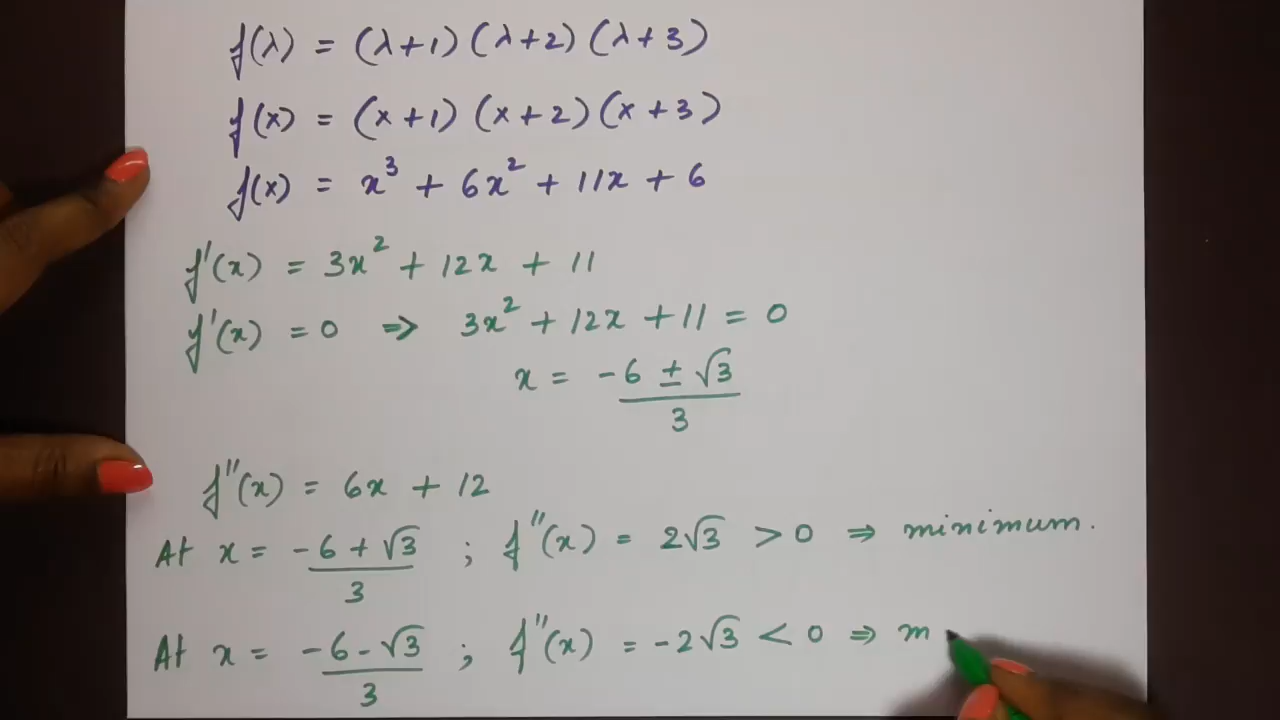 f(λ) = (λ+1) (λ+2) (λ+3)
f(x) = (x+1) (x+2) (x+3)
f(x) = x³ + 6x² + 11x + 6
f'(x) = 3x² + 12x + 11
f'(x) = 0 ⇒ 3x² + 12x + 11 = 0
x = -6 ± √3 / 3
f''(x) = 6x + 12
At x = -6 + √3 / 3 ; f''(x) = 2√3 > 0 ⇒ minimum.
At x = -6 - √3 / 3 ; f''(x) = -2√3 < 0 ⇒ m